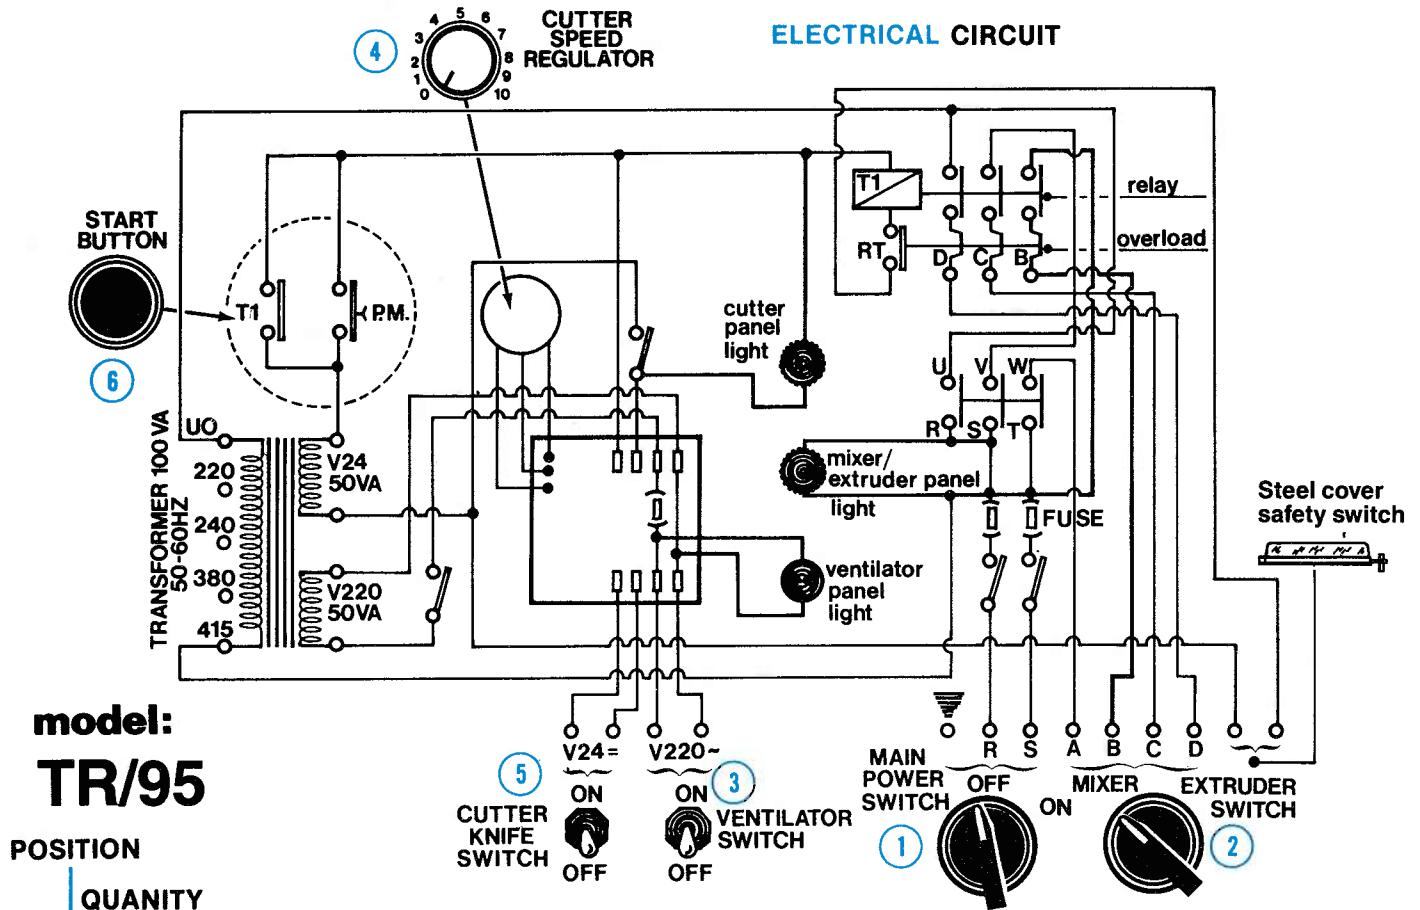 ELECTRICAL CIRCUIT
4
CUTTER
SPEED
REGULATOR
0
1
2
3
4
5
6
7
8
9
10
START
BUTTON
6
T1
P.M.
T1
RT
relay
overload
D
C
B
cutter
panel
light
U
V
W
R
S
T
TRANSFORMER 100 VA
50-60HZ
UO
220
240
380
415
V24
50VA
V220
50VA
mixer/
extruder panel
light
FUSE
ventilator
panel
light
Steel cover
safety switch
model:
TR/95
POSITION
QUANITY
V24=
V220~
5
ON
CUTTER
KNIFE
SWITCH
OFF
3
ON
VENTILATOR
SWITCH
OFF
R
S
A
B
C
D
MAIN
POWER
SWITCH
OFF
ON
1
MIXER
EXTRUDER
SWITCH
2